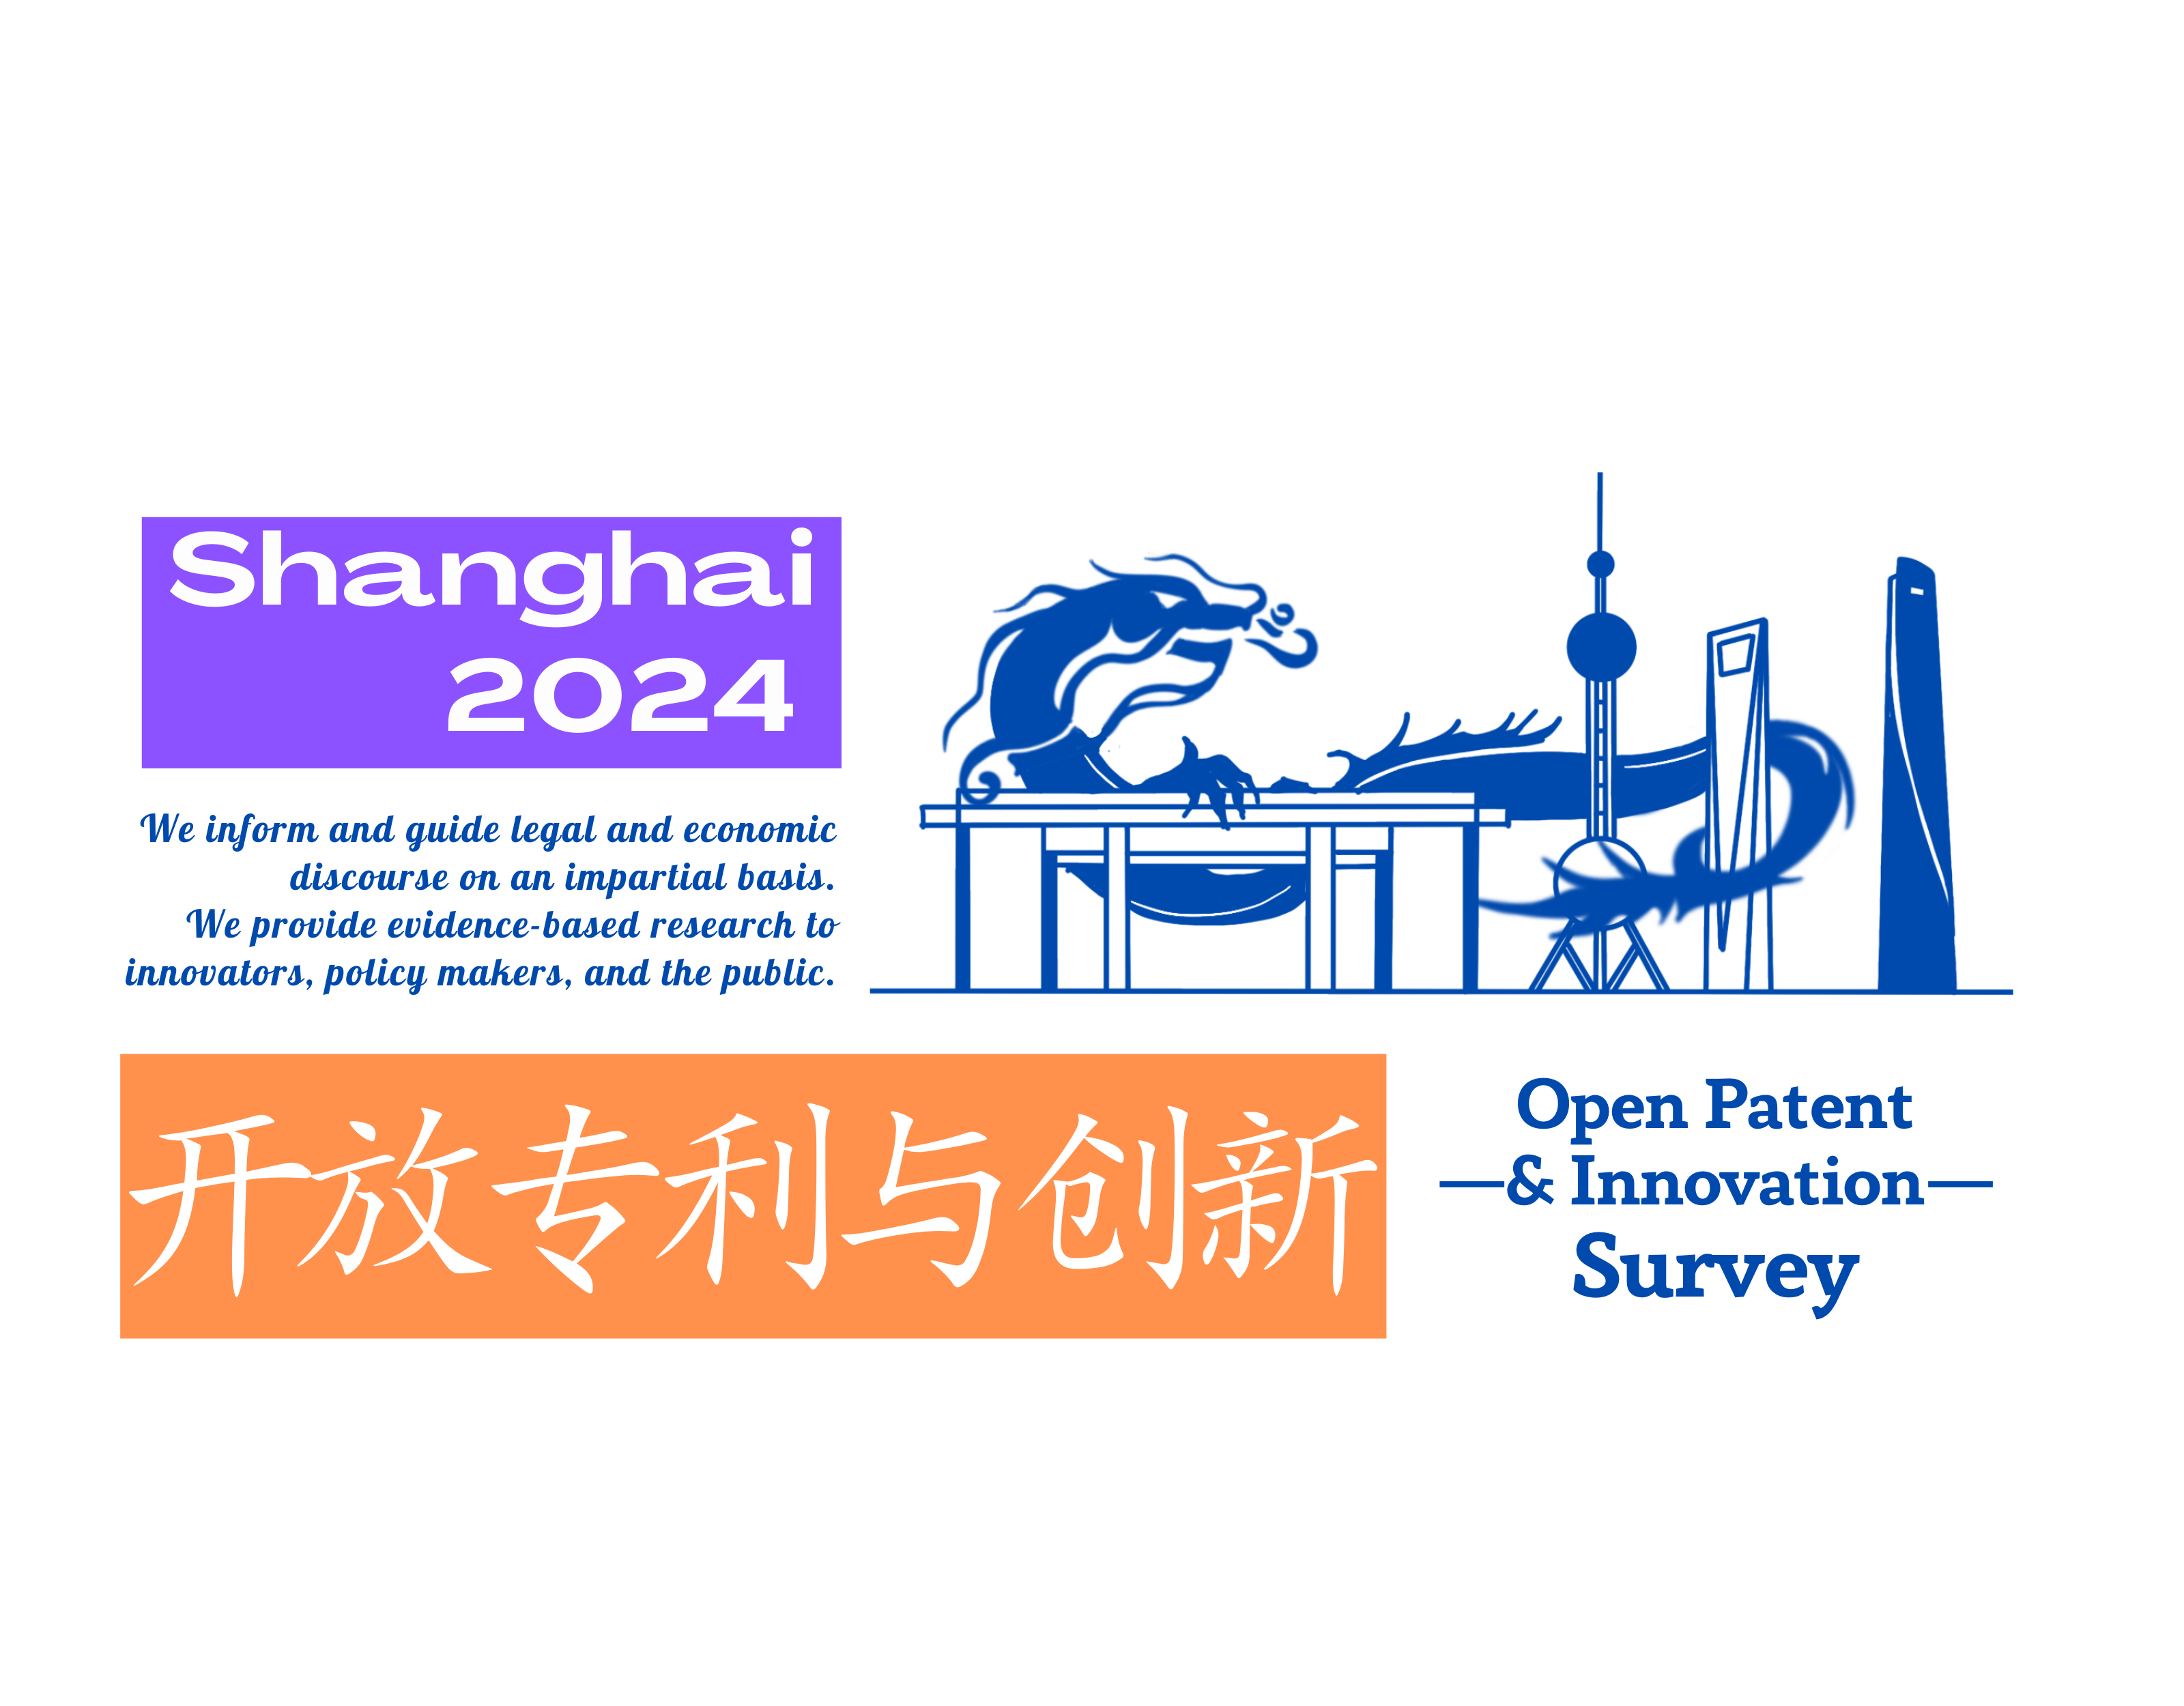 Shanghai
2024
We inform and guide legal and economic
discourse on an impartial basis.
We provide evidence-based research to
innovators, policy makers, and the public.
开放专利与创新
Open Patent
& Innovation
Survey